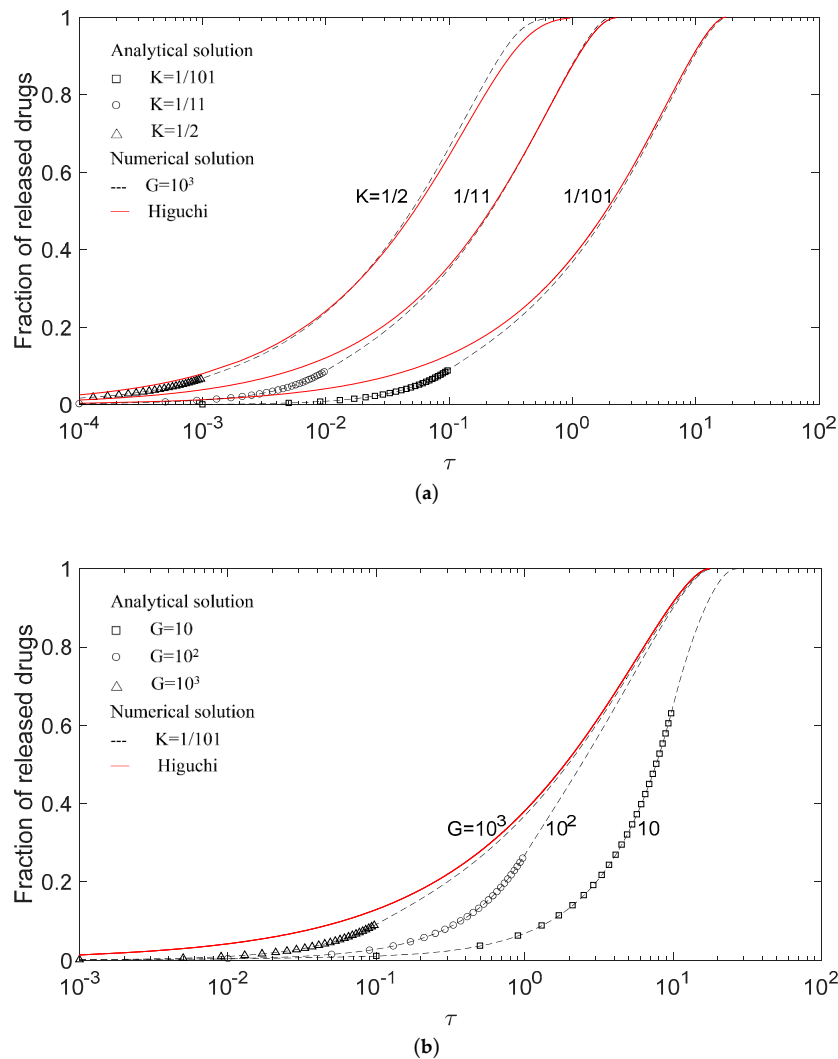 1
0.8
0.6
0.4
0.2
0
Fraction of released drugs
Analytical solution
K=1/101
K=1/11
K=1/2
Numerical solution
G=10³
Higuchi
K=1/2 1/11 1/101
10⁻⁴ 10⁻³ 10⁻² 10⁻¹ 10⁰ 10¹ 10²
τ
(a)
1
0.8
0.6
0.4
0.2
0
Fraction of released drugs
Analytical solution
G=10
G=10²
G=10³
Numerical solution
K=1/101
Higuchi
G=10³ 10² 10
10⁻³ 10⁻² 10⁻¹ 10⁰ 10¹ 10²
τ
(b)